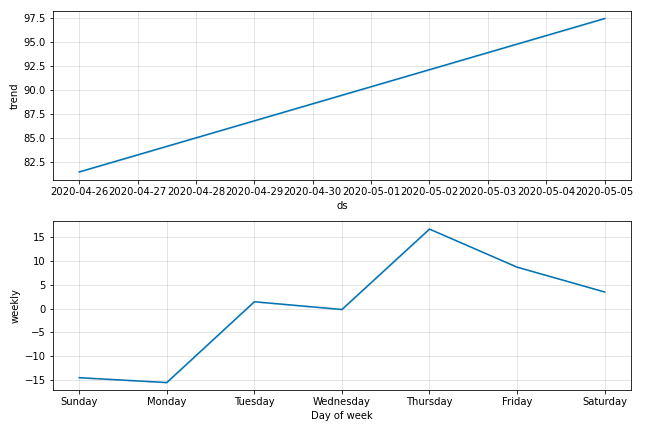 97.5
95.0
92.5
90.0
87.5
85.0
82.5
trend
2020-04-26 2020-04-27 2020-04-28 2020-04-29 2020-04-30 2020-05-01 2020-05-02 2020-05-03 2020-05-04 2020-05-05
ds
15
10
5
0
−5
−10
−15
weekly
Sunday Monday Tuesday Wednesday Thursday Friday Saturday
Day of week